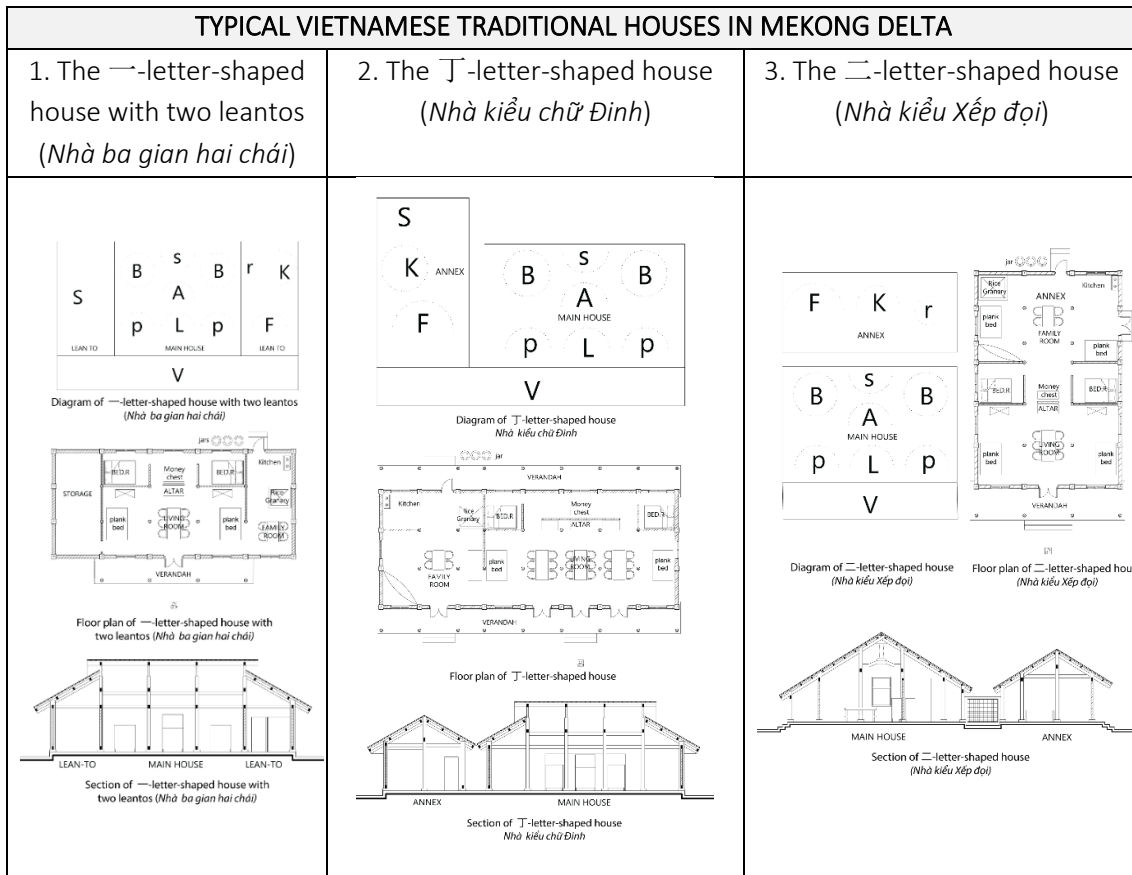 TYPICAL VIETNAMESE TRADITIONAL HOUSES IN MEKONG DELTA
1. The 一-letter-shaped
house with two leantos
(Nhà ba gian hai chái)
2. The 丁-letter-shaped house
(Nhà kiểu chữ Đinh)
3. The 二-letter-shaped house
(Nhà kiểu Xếp đọi)
S
B
s
B
r
K
A
p
L
p
F
LEAN TO
MAIN HOUSE
LEAN TO
V
Diagram of 一-letter-shaped house with two leantos
(Nhà ba gian hai chái)
jars
Kitchen
BED.R
Money
chest
BED.R
STORAGE
ALTAR
Rice
Granary
plank
bed
LIVING
ROOM
plank
bed
FAMILY
ROOM
VERANDAH
Floor plan of 一-letter-shaped house with
two leantos (Nhà ba gian hai chái)
LEAN-TO
MAIN HOUSE
LEAN-TO
Section of 一-letter-shaped house with
two leantos (Nhà ba gian hai chái)
S
K
ANNEX
F
B
s
B
A
MAIN HOUSE
p
L
p
V
Diagram of 丁-letter-shaped house
Nhà kiểu chữ Đinh
jar
VERANDAH
Kitchen
Rice
Granary
BED.R
Money
chest
ALTAR
BED.R
FAMILY
ROOM
plank
bed
LIVING
ROOM
plank
bed
VERANDAH
Floor plan of 丁-letter-shaped house
ANNEX
MAIN HOUSE
Section of 丁-letter-shaped house
Nhà kiểu chữ Đinh
F
K
r
ANNEX
B
s
B
A
MAIN HOUSE
p
L
p
V
Diagram of 二-letter-shaped house
(Nhà kiểu Xếp đọi)
jar
Rice
Granary
Kitchen
ANNEX
plank
bed
FAMILY
ROOM
plank
bed
BED.R
Money
chest
BED.R
ALTAR
LIVING
ROOM
plank
bed
plank
bed
VERANDAH
Floor plan of 二-letter-shaped hou
(Nhà kiểu Xếp đọi)
MAIN HOUSE
ANNEX
Section of 二-letter-shaped house
(Nhà kiểu Xếp đọi)